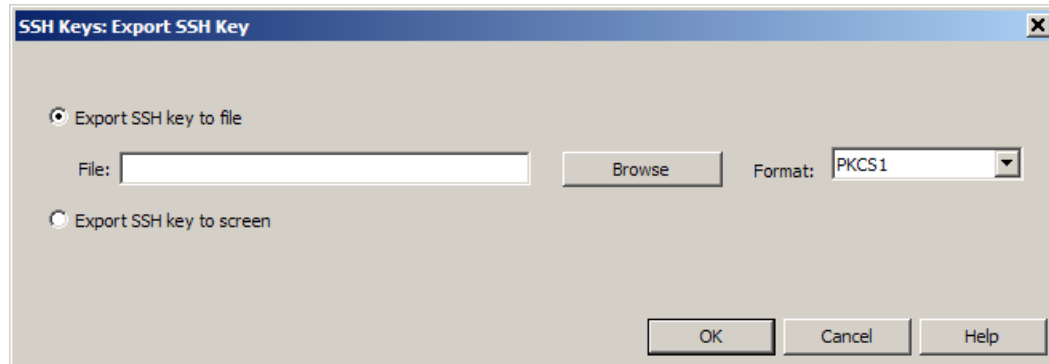 SSH Keys: Export SSH Key
Export SSH key to file
File: Browse Format: PKCS1
Export SSH key to screen
OK Cancel Help